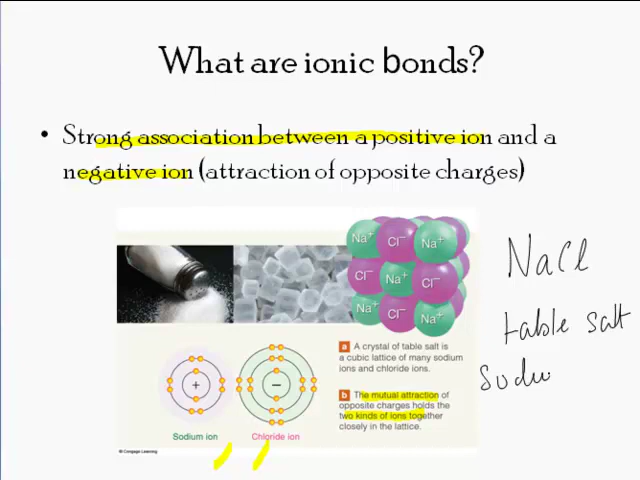 What are ionic bonds?
• Strong association between a positive ion and a
negative ion (attraction of opposite charges)
Na+ Cl− Na+
Cl− Na+ Cl−
Na+ Cl− Na+
NaCl
table salt
Sodiu
a A crystal of table salt is
a cubic lattice of many sodium
ions and chloride ions.
+ −
b The mutual attraction of
opposite charges holds the
two kinds of ions together
closely in the lattice.
Sodium ion Chloride ion
© Cengage Learning